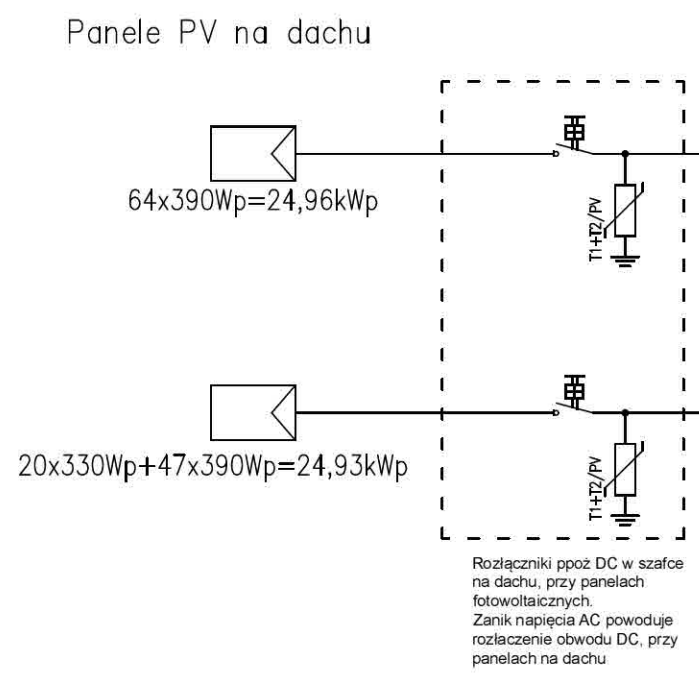 Panele PV na dachu
64x390Wp=24,96kWp
T1+T2/PV
20x330Wp+47x390Wp=24,93kWp
T1+T2/PV
Rozłączniki ppoż DC w szafce
na dachu, przy panelach
fotowoltaicznych.
Zanik napięcia AC powoduje
rozłaczenie obwodu DC, przy
panelach na dachu